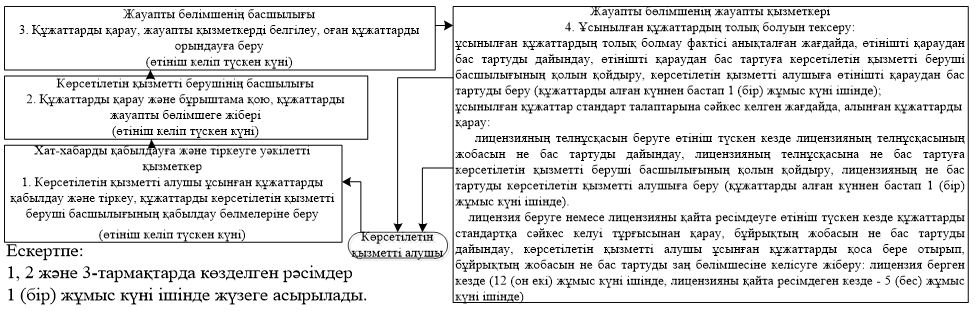 Жауапты бөлімшенің басшылығы
3. Құжаттарды қарау, жауапты қызметкерді белгілеу, оған құжаттарды
орындауға беру
(өтініш келіп түскен күні)
Көрсетілетін қызметті берушінің басшылығы
2. Құжаттарды қарау және бұрыштама қою, құжаттарды
жауапты бөлімшеге жібері
(өтініш келіп түскен күні)
Хат-хабарды қабылдауға және тіркеуге уәкілетті
қызметкер
1. Көрсетілетін қызметті алушы ұсынған құжаттарды
қабылдау және тіркеу, құжаттарды көрсетілетін қызметті
беруші басшылығының қабылдау бөлмелеріне беру
(өтініш келіп түскен күні)
Ескертпе:
1, 2 және 3-тармақтарда көзделген рәсімдер
1 (бір) жұмыс күні ішінде жүзеге асырылады.
Көрсетілетін
қызметті алушы
Жауапты бөлімшенің жауапты қызметкері
4. Ұсынылған құжаттардың толық болуын тексеру:
ұсынылған құжаттардың толық болмау фактісі анықталған жағдайда, өтінішті қараудан
бас тартуды дайындау, өтінішті қараудан бас тартуға көрсетілетін қызметті беруші
басшылығының қолын қойдыру, көрсетілетін қызметті алушыға өтінішті қараудан бас
тартуды беру (құжаттарды алған күннен бастап 1 (бір) жұмыс күні ішінде);
ұсынылған құжаттар стандарт талаптарына сәйкес келген жағдайда, алынған құжаттарды
қарау:
лицензияның телнұсқасын беруге өтініш түскен кезде лицензияның телнұсқасының
жобасын не бас тартуды дайындау, лицензияның телнұсқасына не бас тартуға
көрсетілетін қызметті беруші басшылығының қолын қойдыру, лицензияның не бас
тартуды көрсетілетін қызметті алушыға беру (құжаттарды алған күннен бастап 1 (бір)
жұмыс күні ішінде).
лицензия беруге немесе лицензияны қайта ресімдеуге өтініш түскен кезде құжаттарды
стандартқа сәйкес келуі тұрғысынан қарау, бұйрықтың жобасын не бас тартуды
дайындау, көрсетілетін қызметті алушы ұсынған құжаттарды қоса бере отырып,
бұйрықтың жобасын не бас тартуды заң бөлімшесіне келісуге жіберу: лицензия берген
кезде (12 (он екі) жұмыс күні ішінде, лицензияны қайта ресімдеген кезде - 5 (бес) жұмыс
күні ішінде)